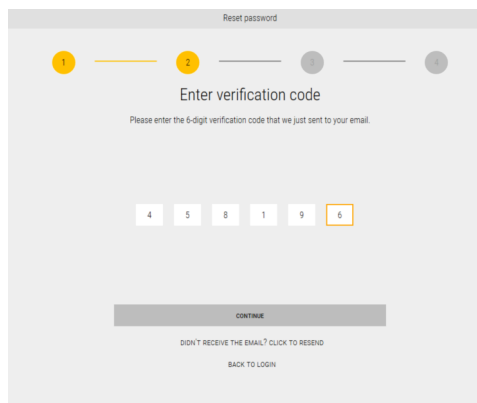 Reset password
1 2 3 4
Enter verification code
Please enter the 6-digit verification code that we just sent to your email.
4 5 8 1 9 6
CONTINUE
DIDN'T RECEIVE THE EMAIL? CLICK TO RESEND
BACK TO LOGIN